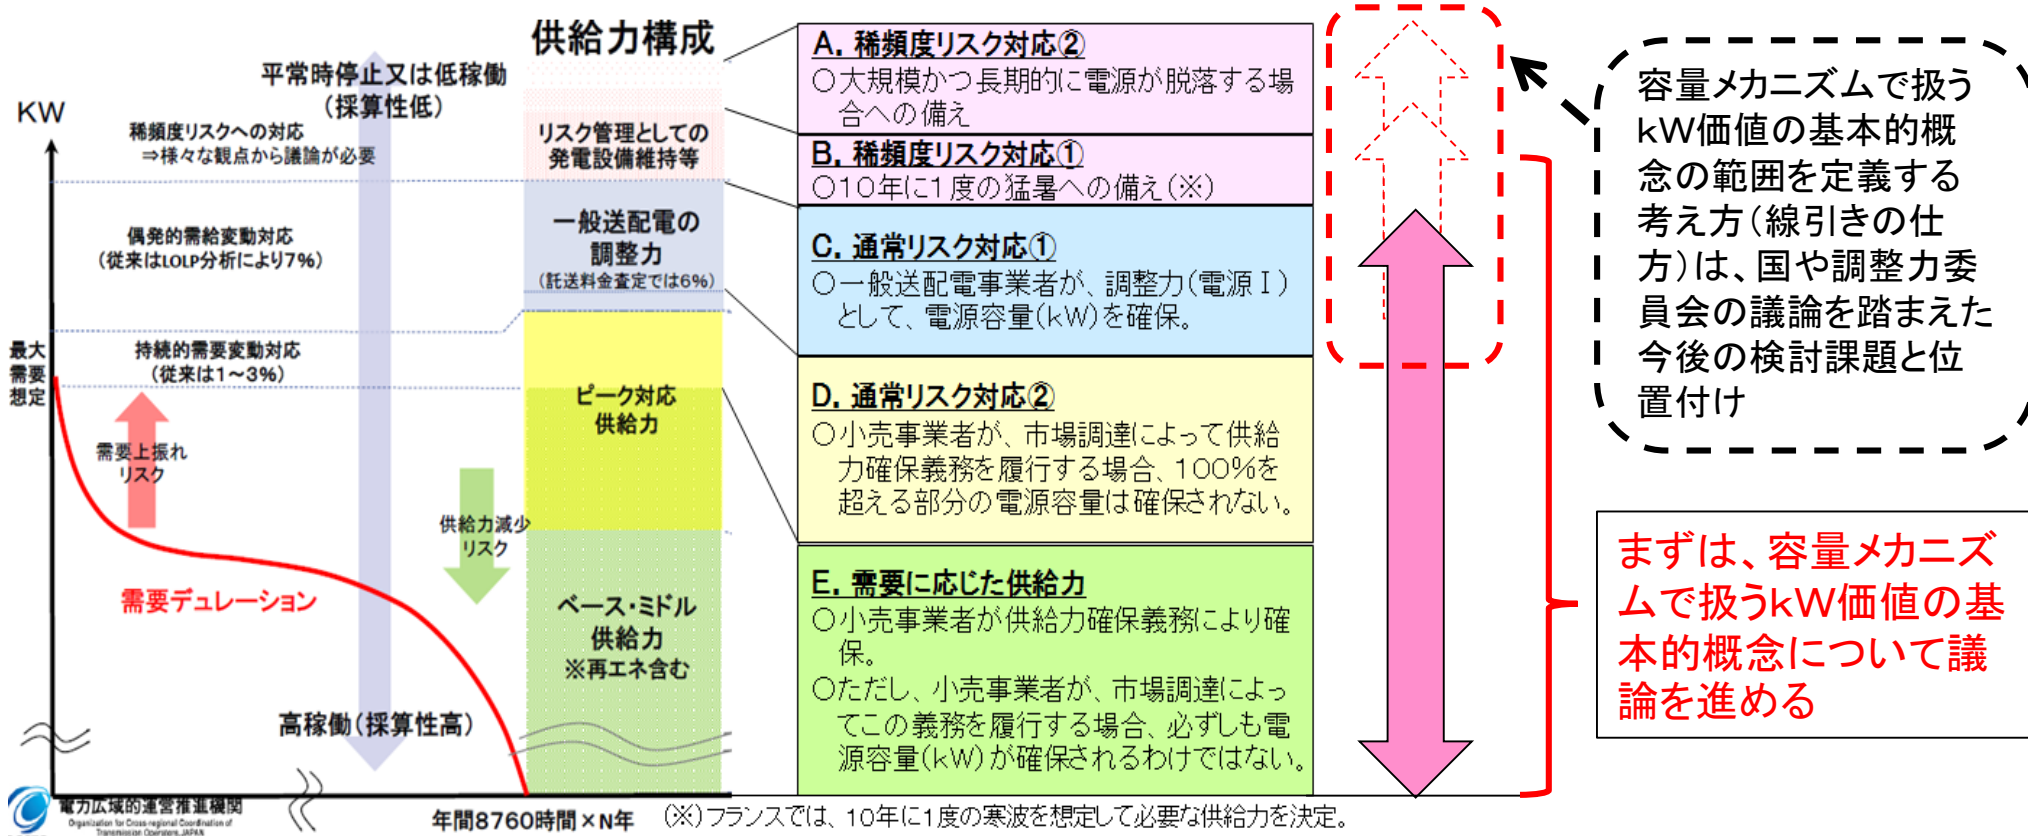 供給力構成
平常時停止又は低稼働
（採算性低）
KW
稀頻度リスクへの対応
⇒様々な観点から議論が必要
偶発的需給変動対応
（従来はLOLP分析により7%）
持続的需要変動対応
（従来は1～3%）
最大
需要
想定
需要上振れ
リスク
供給力減少
リスク
需要デュレーション
高稼働（採算性高）
年間8760時間×N年
リスク管理としての
発電設備維持等
一般送配電の
調整力
（託送料金査定では6%）
ピーク対応
供給力
ベース・ミドル
供給力
※再エネ含む
A. 稀頻度リスク対応②
○大規模かつ長期的に電源が脱落する場
合への備え
B. 稀頻度リスク対応①
○10年に1度の猛暑への備え（※）
C. 通常リスク対応①
○一般送配電事業者が、調整力（電源Ⅰ）
として、電源容量（kW）を確保。
D. 通常リスク対応②
○小売事業者が、市場調達によって供給
力確保義務を履行する場合、100%を
超える部分の電源容量は確保されない。
E. 需要に応じた供給力
○小売事業者が供給力確保義務により確
保。
○ただし、小売事業者が、市場調達によっ
てこの義務を履行する場合、必ずしも電
源容量（kW）が確保されるわけではない。
（※）フランスでは、10年に1度の寒波を想定して必要な供給力を決定。
容量メカニズムで扱う
kW価値の基本的概
念の範囲を定義する
考え方（線引きの仕
方）は、国や調整力委
員会の議論を踏まえた
今後の検討課題と位
置付け
まずは、容量メカニズ
ムで扱うkW価値の基
本的概念について議
論を進める
電力広域的運営推進機関
Organization for Cross-regional Coordination of
Transmission Operators, JAPAN